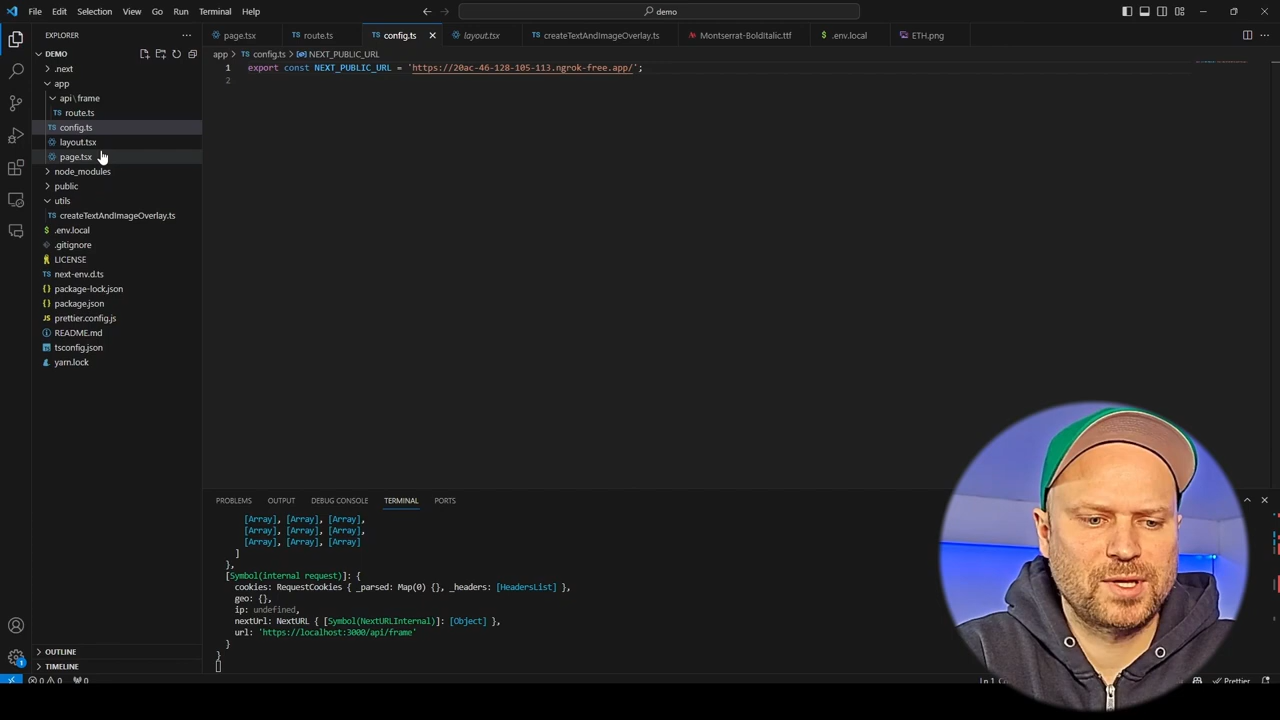 File Edit Selection View Go Run Terminal Help
demo
EXPLORER
page.tsx
route.ts
config.ts
layout.tsx
createTextAndImageOverlay.ts
Montserrat-BoldItalic.ttf
.env.local
ETH.png
DEMO
app > config.ts > NEXT_PUBLIC_URL
.next
app
api\frame
route.ts
config.ts
layout.tsx
page.tsx
node_modules
public
utils
createTextAndImageOverlay.ts
.env.local
.gitignore
LICENSE
next-env.d.ts
package-lock.json
package.json
prettier.config.js
README.md
tsconfig.json
yarn.lock
1 export const NEXT_PUBLIC_URL = 'https://20ac-46-128-105-113.ngrok-free.app/';
2
PROBLEMS OUTPUT DEBUG CONSOLE TERMINAL PORTS
[Array], [Array], [Array],
[Array], [Array], [Array],
[Array], [Array], [Array]
]
},
[Symbol(internal request)]: {
cookies: RequestCookies { _parsed: Map(0) {}, _headers: [HeadersList] },
geo: {},
ip: undefined,
nextUrl: NextURL { [Symbol(NextURLInternal)]: [Object] },
url: 'https://localhost:3000/api/frame'
}
}
OUTLINE
TIMELINE
0 0 0
Ln 1
Prettier